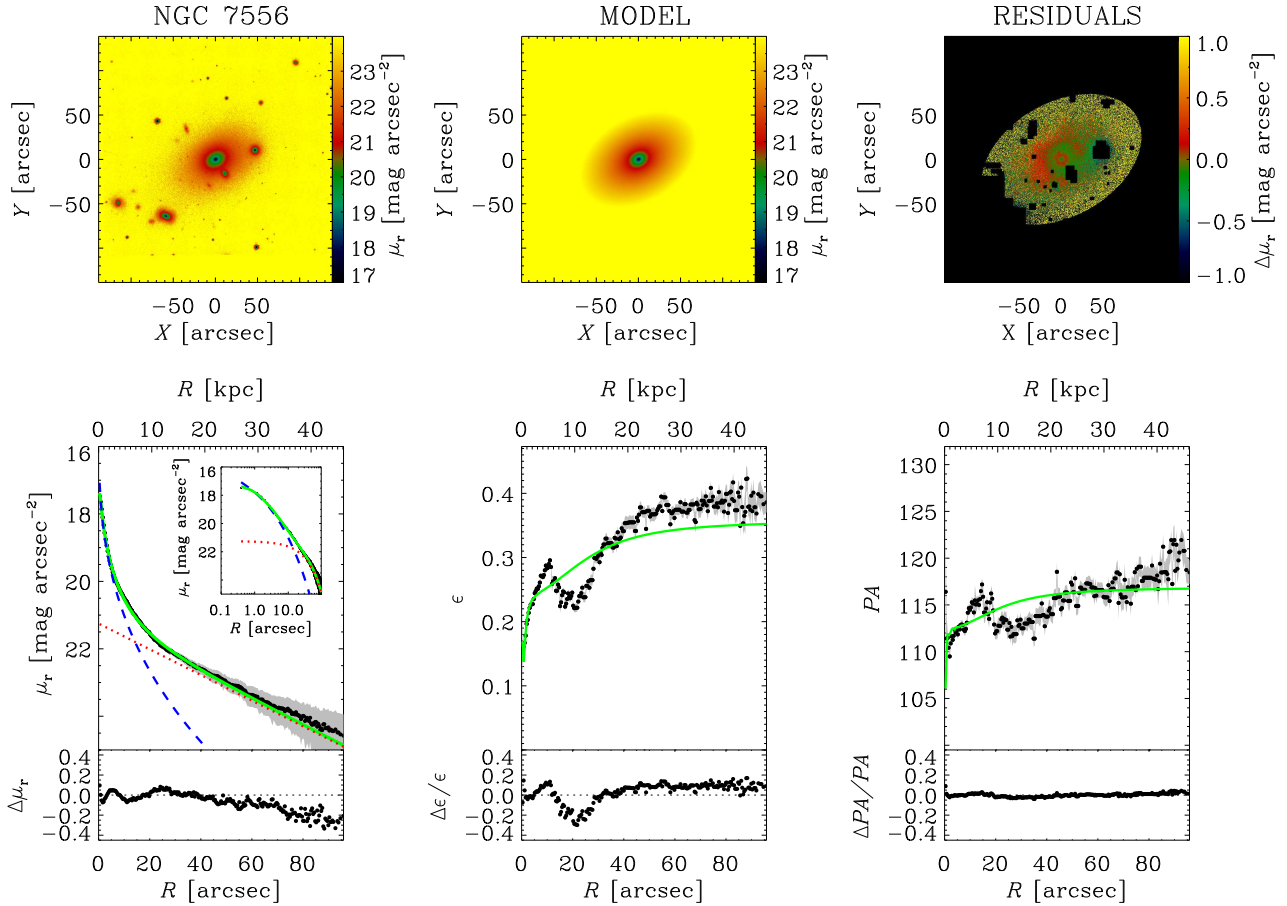 NGC 7556
MODEL
RESIDUALS
Y [arcsec]
50
0
−50
−50 0 50
X [arcsec]
23
22
21
20
19
18
17
μr [mag arcsec−2]
Y [arcsec]
50
0
−50
−50 0 50
X [arcsec]
23
22
21
20
19
18
17
μr [mag arcsec−2]
Y [arcsec]
50
0
−50
−50 0 50
X [arcsec]
1.0
0.5
0.0
−0.5
−1.0
Δμr [mag arcsec−2]
R [kpc]
0 10 20 30 40
16
18
20
22
μr [mag arcsec−2]
16
18
20
22
μr [mag arcsec−2]
0.1 1.0 10.0
R [arcsec]
0.4
0.2
0.0
−0.2
−0.4
Δμr
0 20 40 60 80
R [arcsec]
R [kpc]
0 10 20 30 40
0.4
0.3
0.2
0.1
ϵ
0.4
0.2
0.0
−0.2
−0.4
Δϵ/ϵ
0 20 40 60 80
R [arcsec]
R [kpc]
0 10 20 30 40
130
125
120
115
110
105
PA
0.4
0.2
0.0
−0.2
−0.4
ΔPA/PA
0 20 40 60 80
R [arcsec]